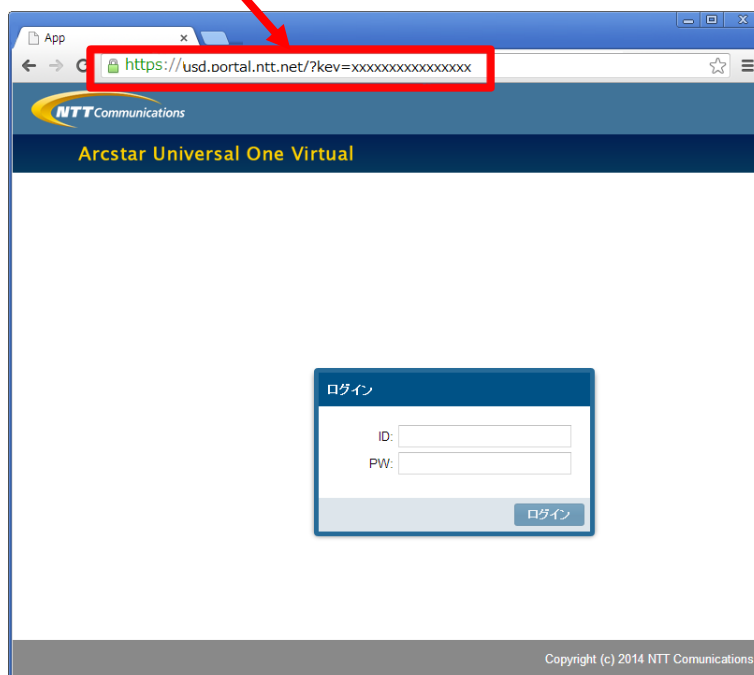 App
https://usd.portal.ntt.net/?key=xxxxxxxxxxxxxxxx
NTT Communications
Arcstar Universal One Virtual
ログイン
ID:
PW:
ログイン
Copyright (c) 2014 NTT Comunications